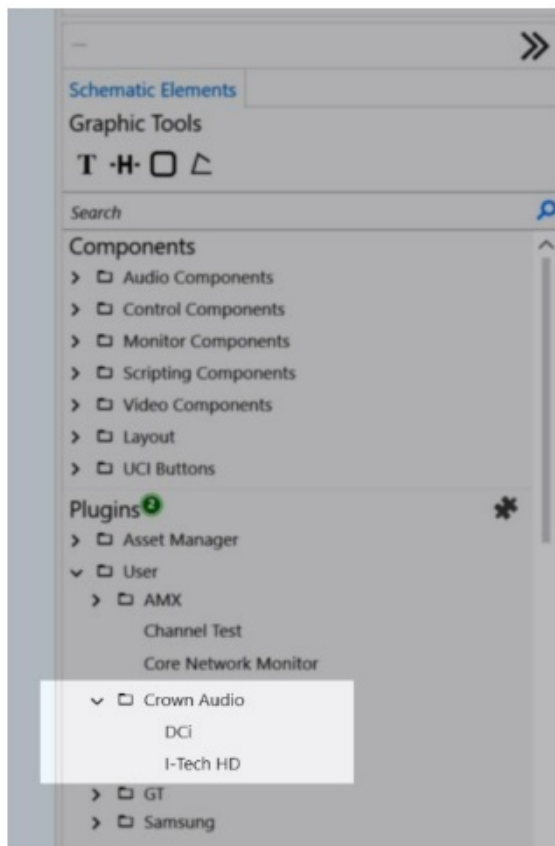 Schematic Elements
Graphic Tools
T ·H·
Search
Components
Audio Components
Control Components
Monitor Components
Scripting Components
Video Components
Layout
UCI Buttons
Plugins 2
Asset Manager
User
AMX
Channel Test
Core Network Monitor
Crown Audio
DCi
I-Tech HD
GT
Samsung